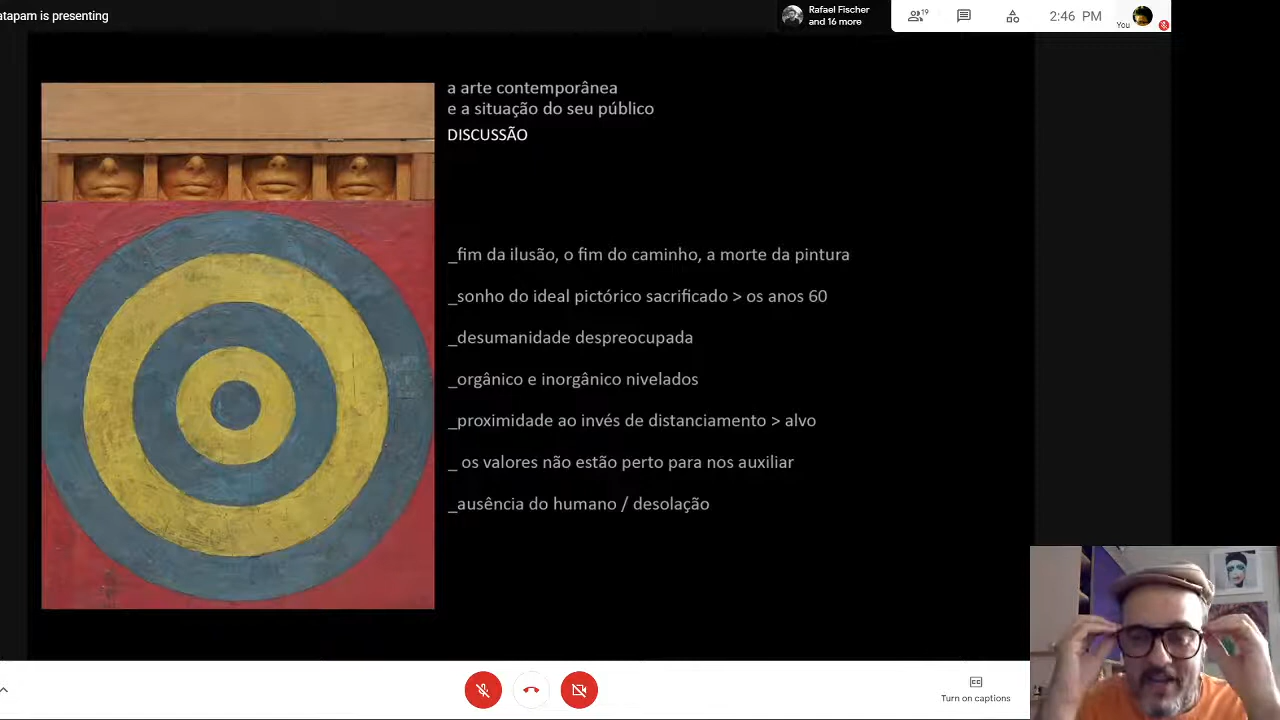 atapam is presenting
Rafael Fischer
and 16 more
19
2:46 PM
You
a arte contemporânea
e a situação do seu público
DISCUSSÃO
_fim da ilusão, o fim do caminho, a morte da pintura
_sonho do ideal pictórico sacrificado > os anos 60
_desumanidade despreocupada
_orgânico e inorgânico nivelados
_proximidade ao invés de distanciamento > alvo
_ os valores não estão perto para nos auxiliar
_ausência do humano / desolação
CC
Turn on captions